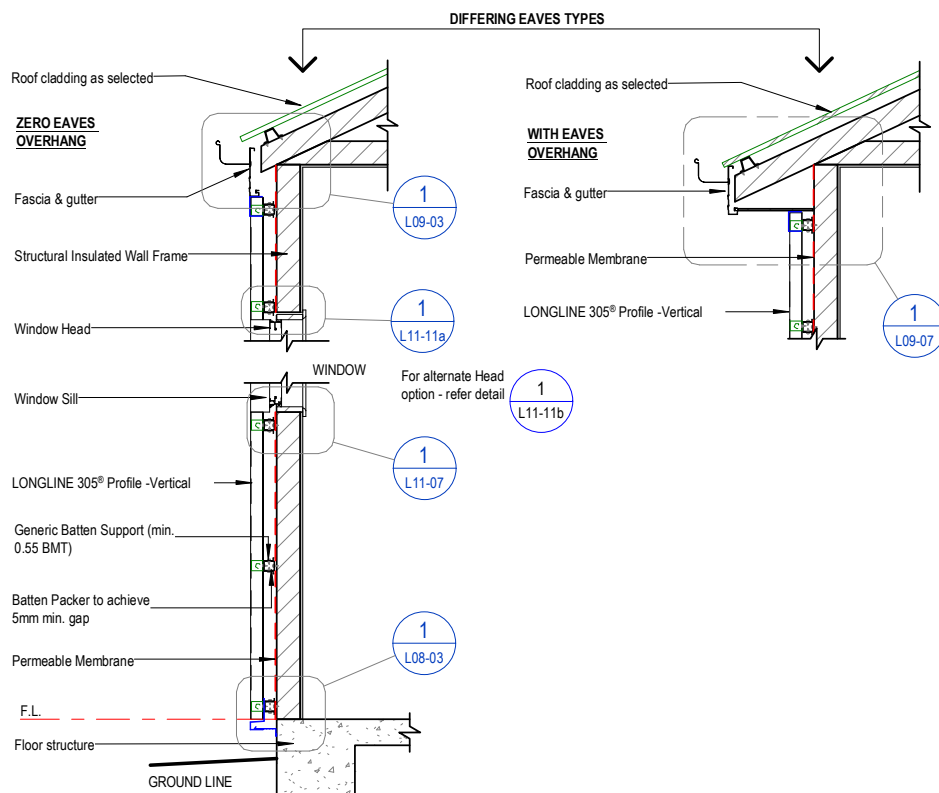 DIFFERING EAVES TYPES
Roof cladding as selected
ZERO EAVES
OVERHANG
Fascia & gutter
1
L09-03
Structural Insulated Wall Frame
1
L11-11a
Window Head
WINDOW
Window Sill
For alternate Head
option - refer detail
1
L11-11b
1
L11-07
LONGLINE 305® Profile -Vertical
Generic Batten Support (min.
0.55 BMT)
Batten Packer to achieve
5mm min. gap
1
L08-03
Permeable Membrane
F.L.
Floor structure
GROUND LINE
Roof cladding as selected
WITH EAVES
OVERHANG
Fascia & gutter
Permeable Membrane
LONGLINE 305® Profile -Vertical
1
L09-07